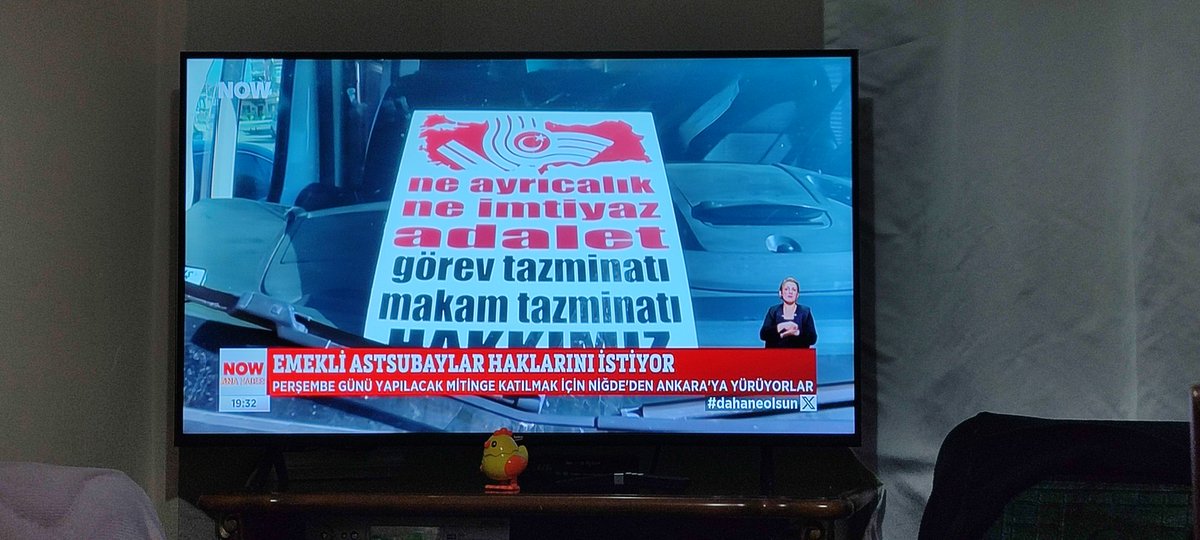 NOW
ne ayrıcalık
ne imtiyaz
adalet
görev tazminatı
makam tazminatı
HAKKIMIZ
NOW
ANA HABER
EMEKLİ ASTSUBAYLAR HAKLARINI İSTİYOR
PERŞEMBE GÜNÜ YAPILACAK MİTİNGE KATILMAK İÇİN NİĞDE'DEN ANKARA'YA YÜRÜYORLAR
19:32
#dahaneolsun X